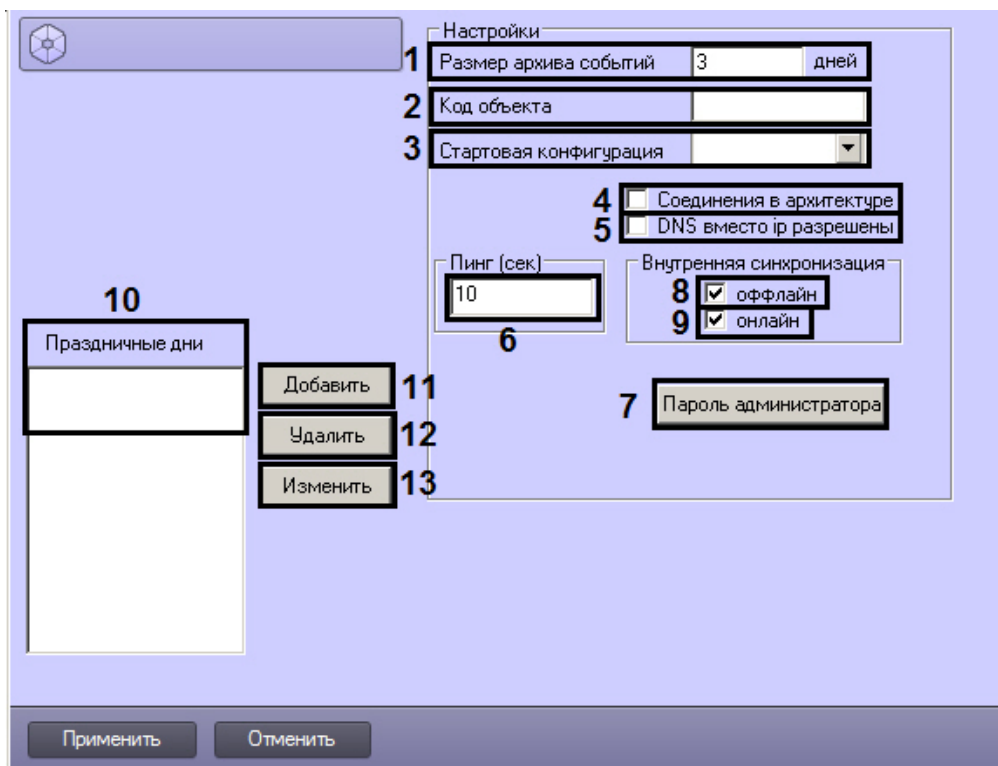 Настройки
1 Размер архива событий 3 дней
2 Код объекта
3 Стартовая конфигурация
4 Соединения в архитектуре
5 DNS вместо ip разрешены
Пинг (сек)
10
6
Внутренняя синхронизация
8 оффлайн
9 онлайн
7 Пароль администратора
10
Праздничные дни
Добавить 11
Удалить 12
Изменить 13
Применить Отменить